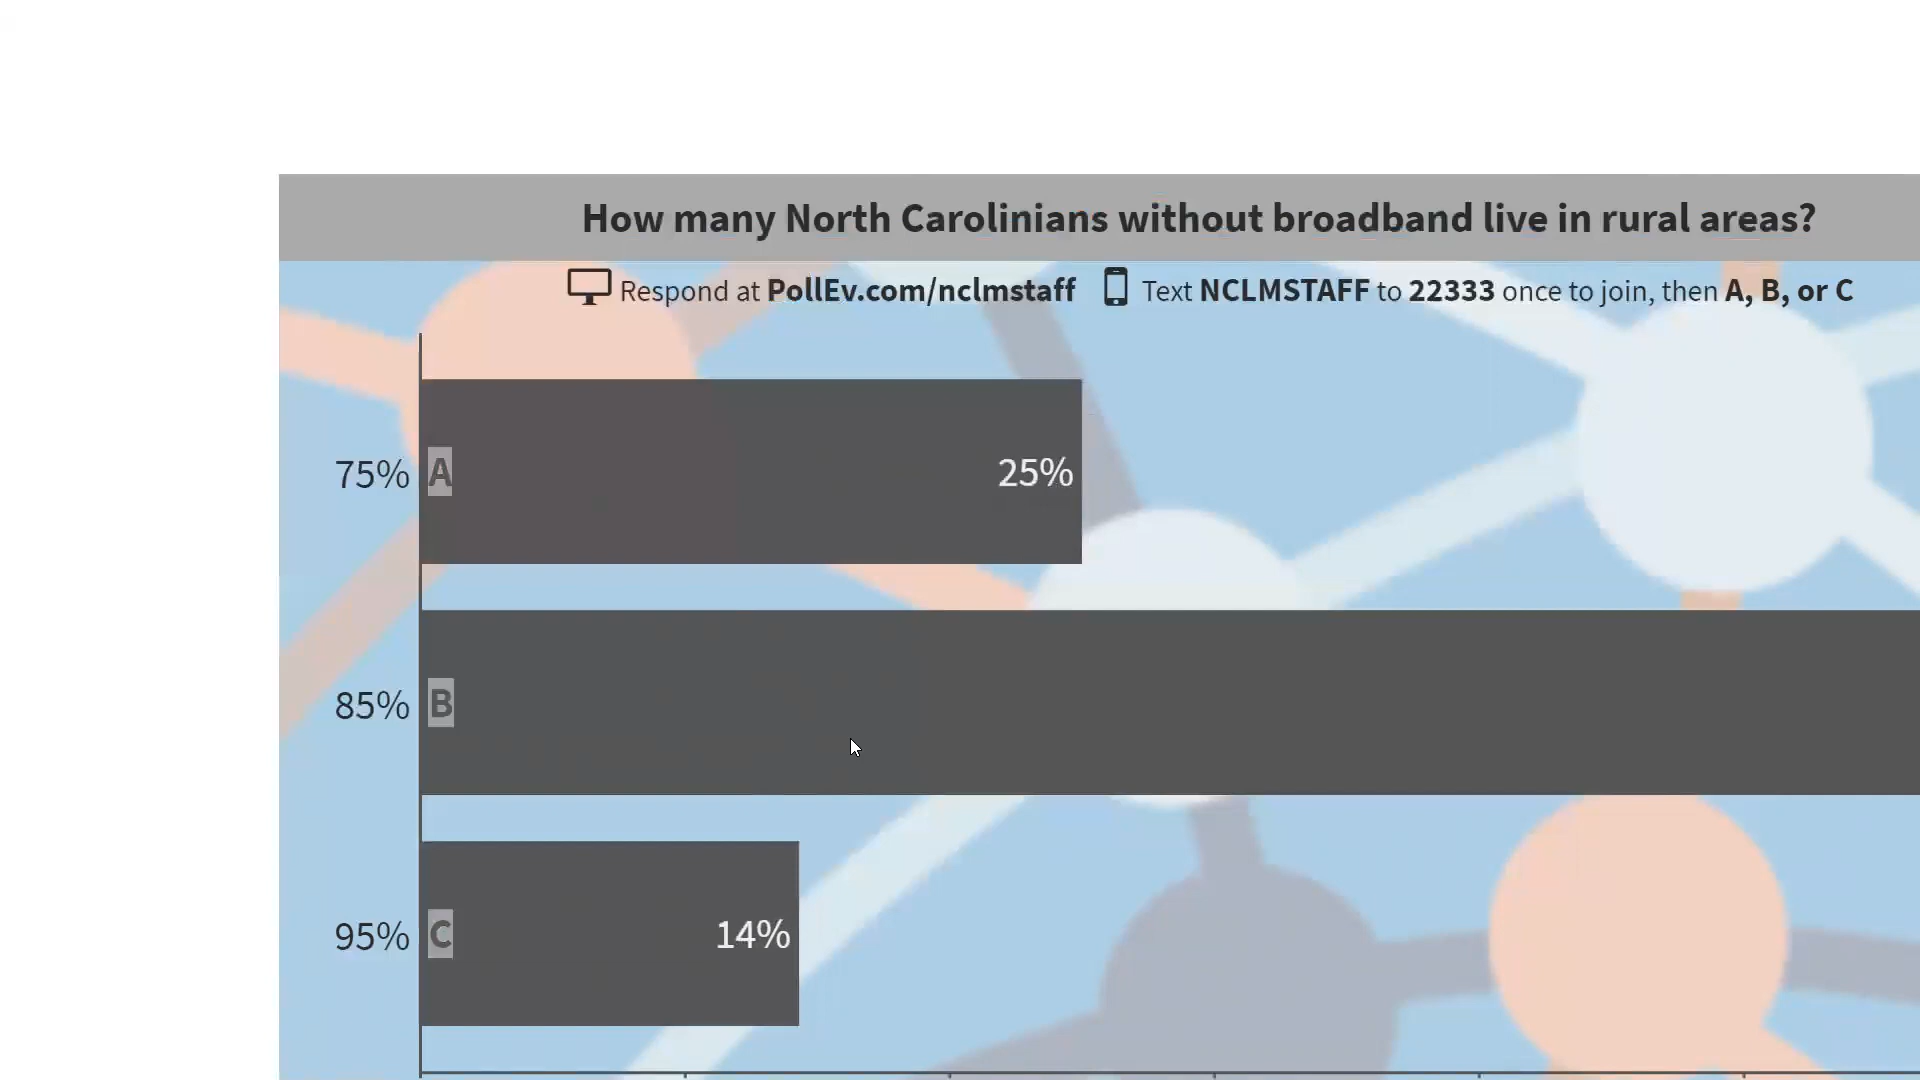 How many North Carolinians without broadband live in rural areas?
Respond at PollEv.com/nclmstaff Text NCLMSTAFF to 22333 once to join, then A, B, or C
75% A 25%
85% B
95% C 14%